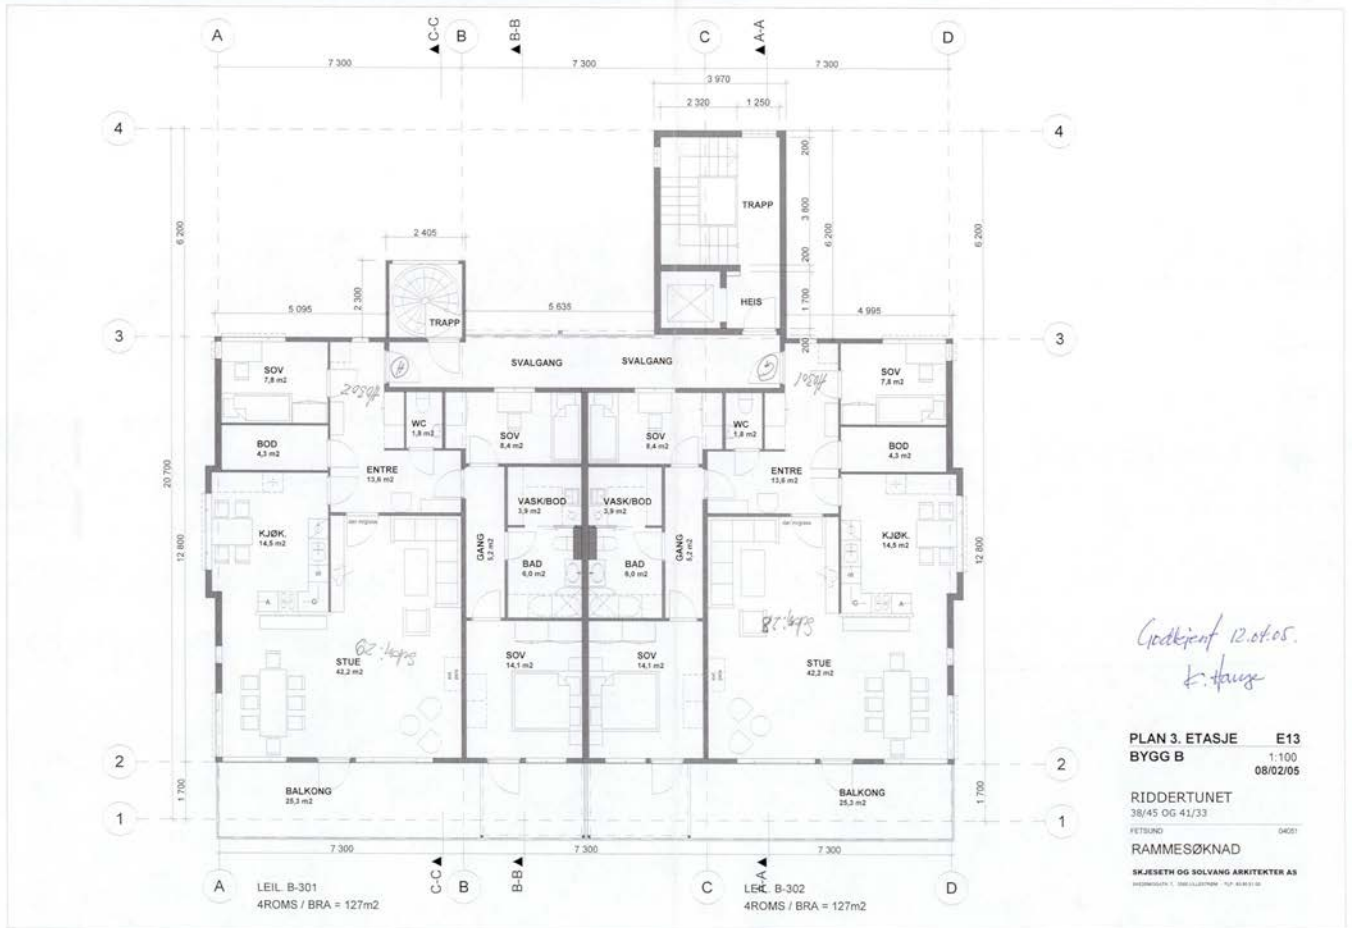 A
C-C
B
B-B
C
A-A
D
7 300
7 300
7 300
3 970
2 320
1 250
4
4
200
3 800
TRAPP
6 200
6 200
6 200
200
2 405
2 300
5 095
5 635
TRAPP
HEIS
1 700
4 995
200
3
3
SVALGANG
SVALGANG
SOV
7,8 m2
SOV
7,8 m2
H0302
H0301
WC
1,8 m2
SOV
8,4 m2
SOV
8,4 m2
WC
1,8 m2
BOD
4,3 m2
BOD
4,3 m2
ENTRE
13,6 m2
ENTRE
13,6 m2
20 700
VASK/BOD
3,9 m2
VASK/BOD
3,9 m2
KJØK.
14,5 m2
KJØK.
14,5 m2
12 800
12 800
GANG
5,2 m2
BAD
6,0 m2
BAD
6,0 m2
GANG
5,2 m2
STUE
42,2 m2
SOV
14,1 m2
SOV
14,1 m2
STUE
42,2 m2
2
2
1 700
1 700
BALKONG
25,3 m2
BALKONG
25,3 m2
1
1
7 300
7 300
7 300
A
C-C
B
B-B
C
A-A
D
LEIL. B-301
4ROMS / BRA = 127m2
LEIL. B-302
4ROMS / BRA = 127m2
Godkjent 12.04.05.
K. Hauge
PLAN 3. ETASJE E13
BYGG B 1:100
08/02/05
RIDDERTUNET
38/45 OG 41/33
FETSUND 04051
RAMMESØKNAD
SKJESETH OG SOLVANG ARKITEKTER AS